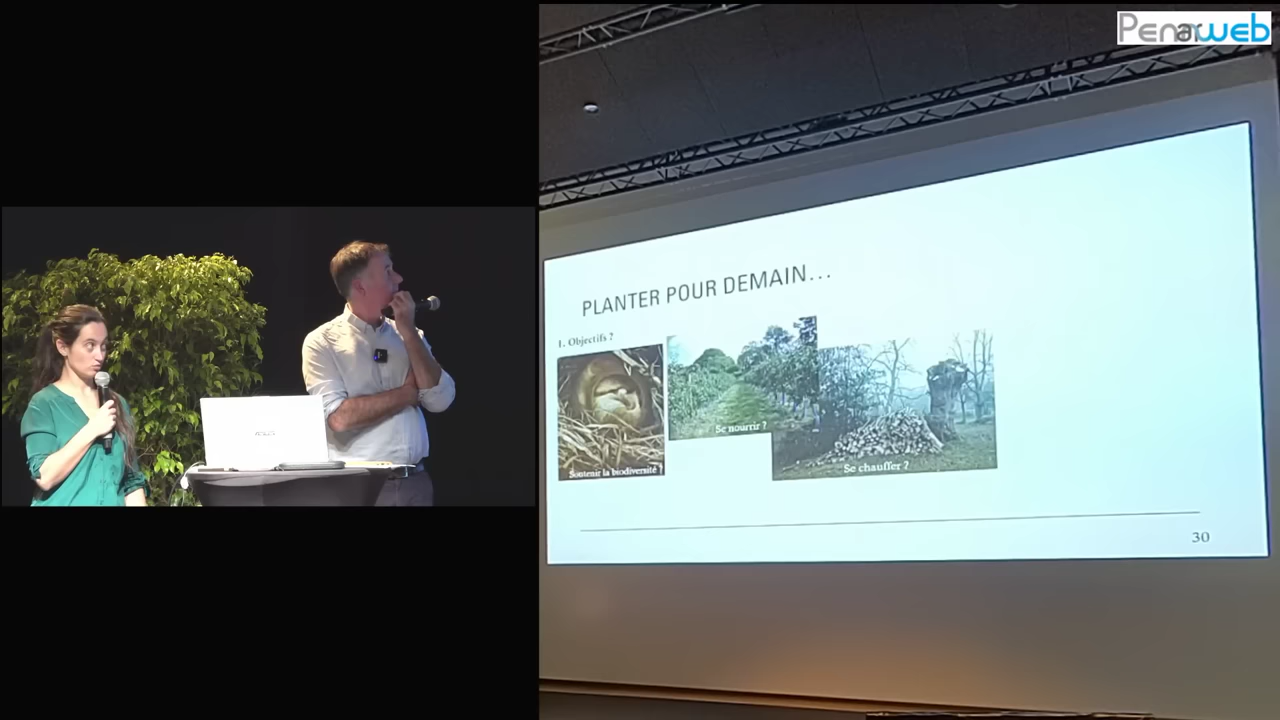 Penarweb
PLANTER POUR DEMAIN...
1. Objectifs ?
Soutenir la biodiversité ?
Se nourrir ?
Se chauffer ?
30